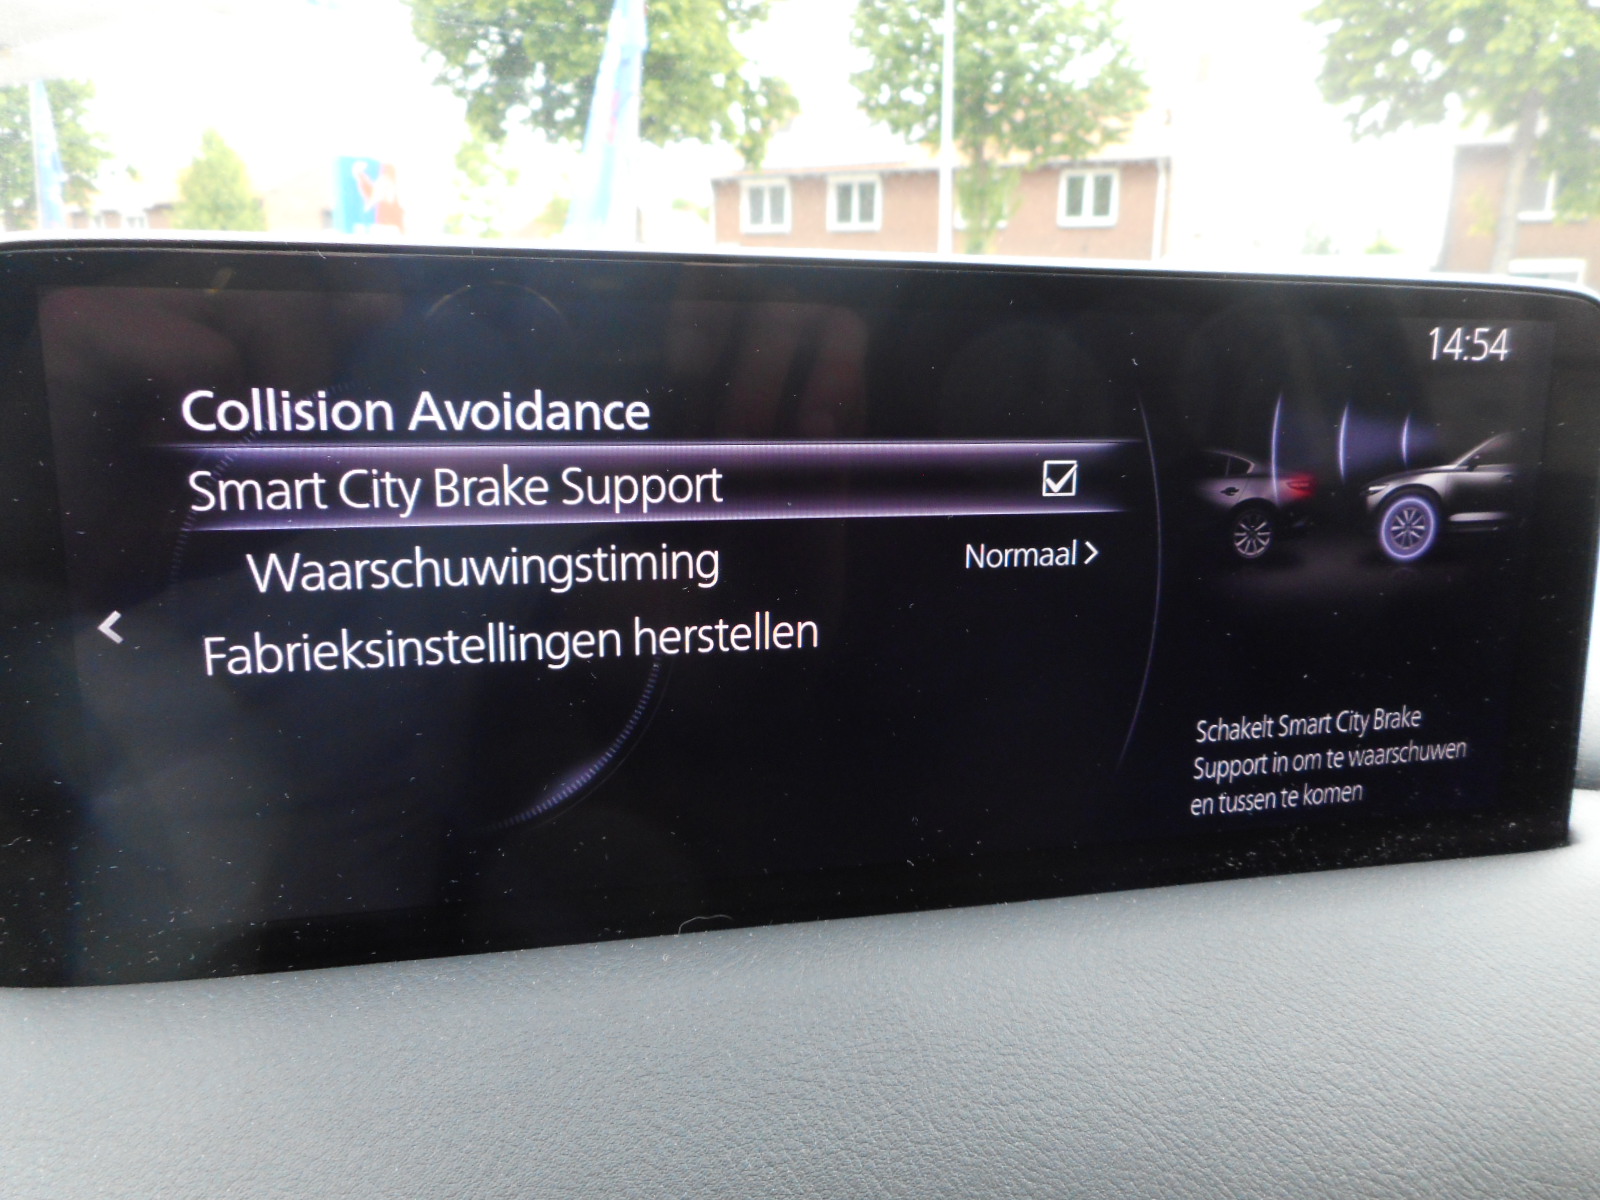 14:54
Collision Avoidance
Smart City Brake Support
Waarschuwingstiming
Normaal
Fabrieksinstellingen herstellen
Schakelt Smart City Brake
Support in om te waarschuwen
en tussen te komen